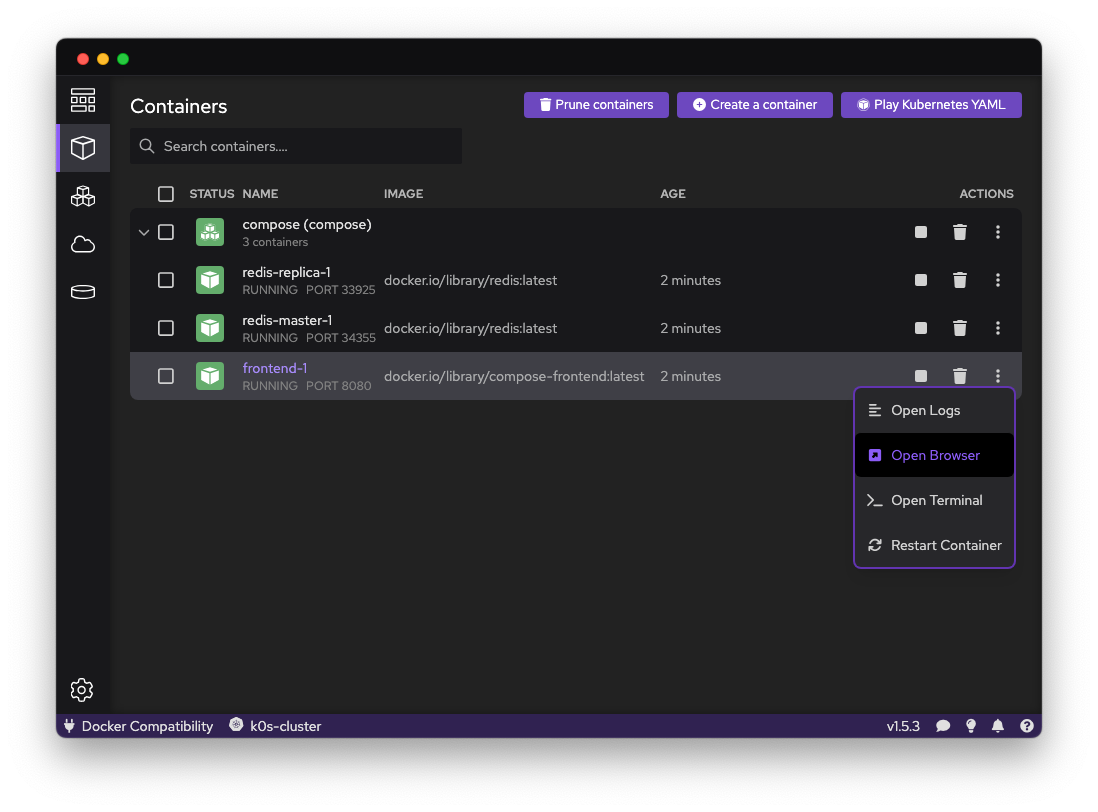 Containers
Prune containers
Create a container
Play Kubernetes YAML
Search containers....
STATUS NAME IMAGE AGE ACTIONS
compose (compose)
3 containers
redis-replica-1
RUNNING PORT 33925 docker.io/library/redis:latest 2 minutes
redis-master-1
RUNNING PORT 34355 docker.io/library/redis:latest 2 minutes
frontend-1
RUNNING PORT 8080 docker.io/library/compose-frontend:latest 2 minutes
Open Logs
Open Browser
Open Terminal
Restart Container
Docker Compatibility k0s-cluster v1.5.3